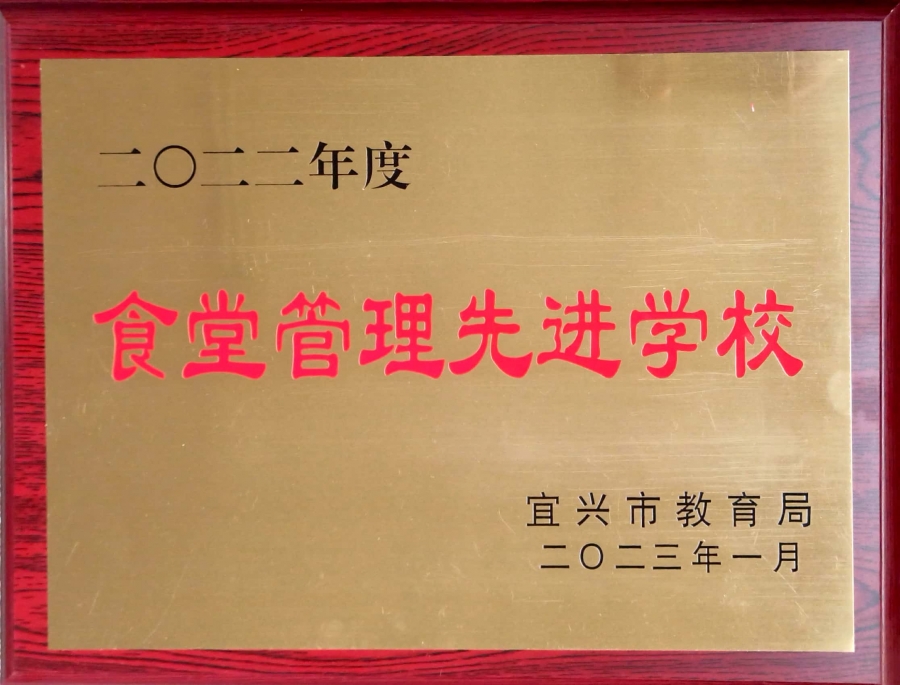 二〇二二年度
食堂管理先进学校
宜兴市教育局
二〇二三年一月